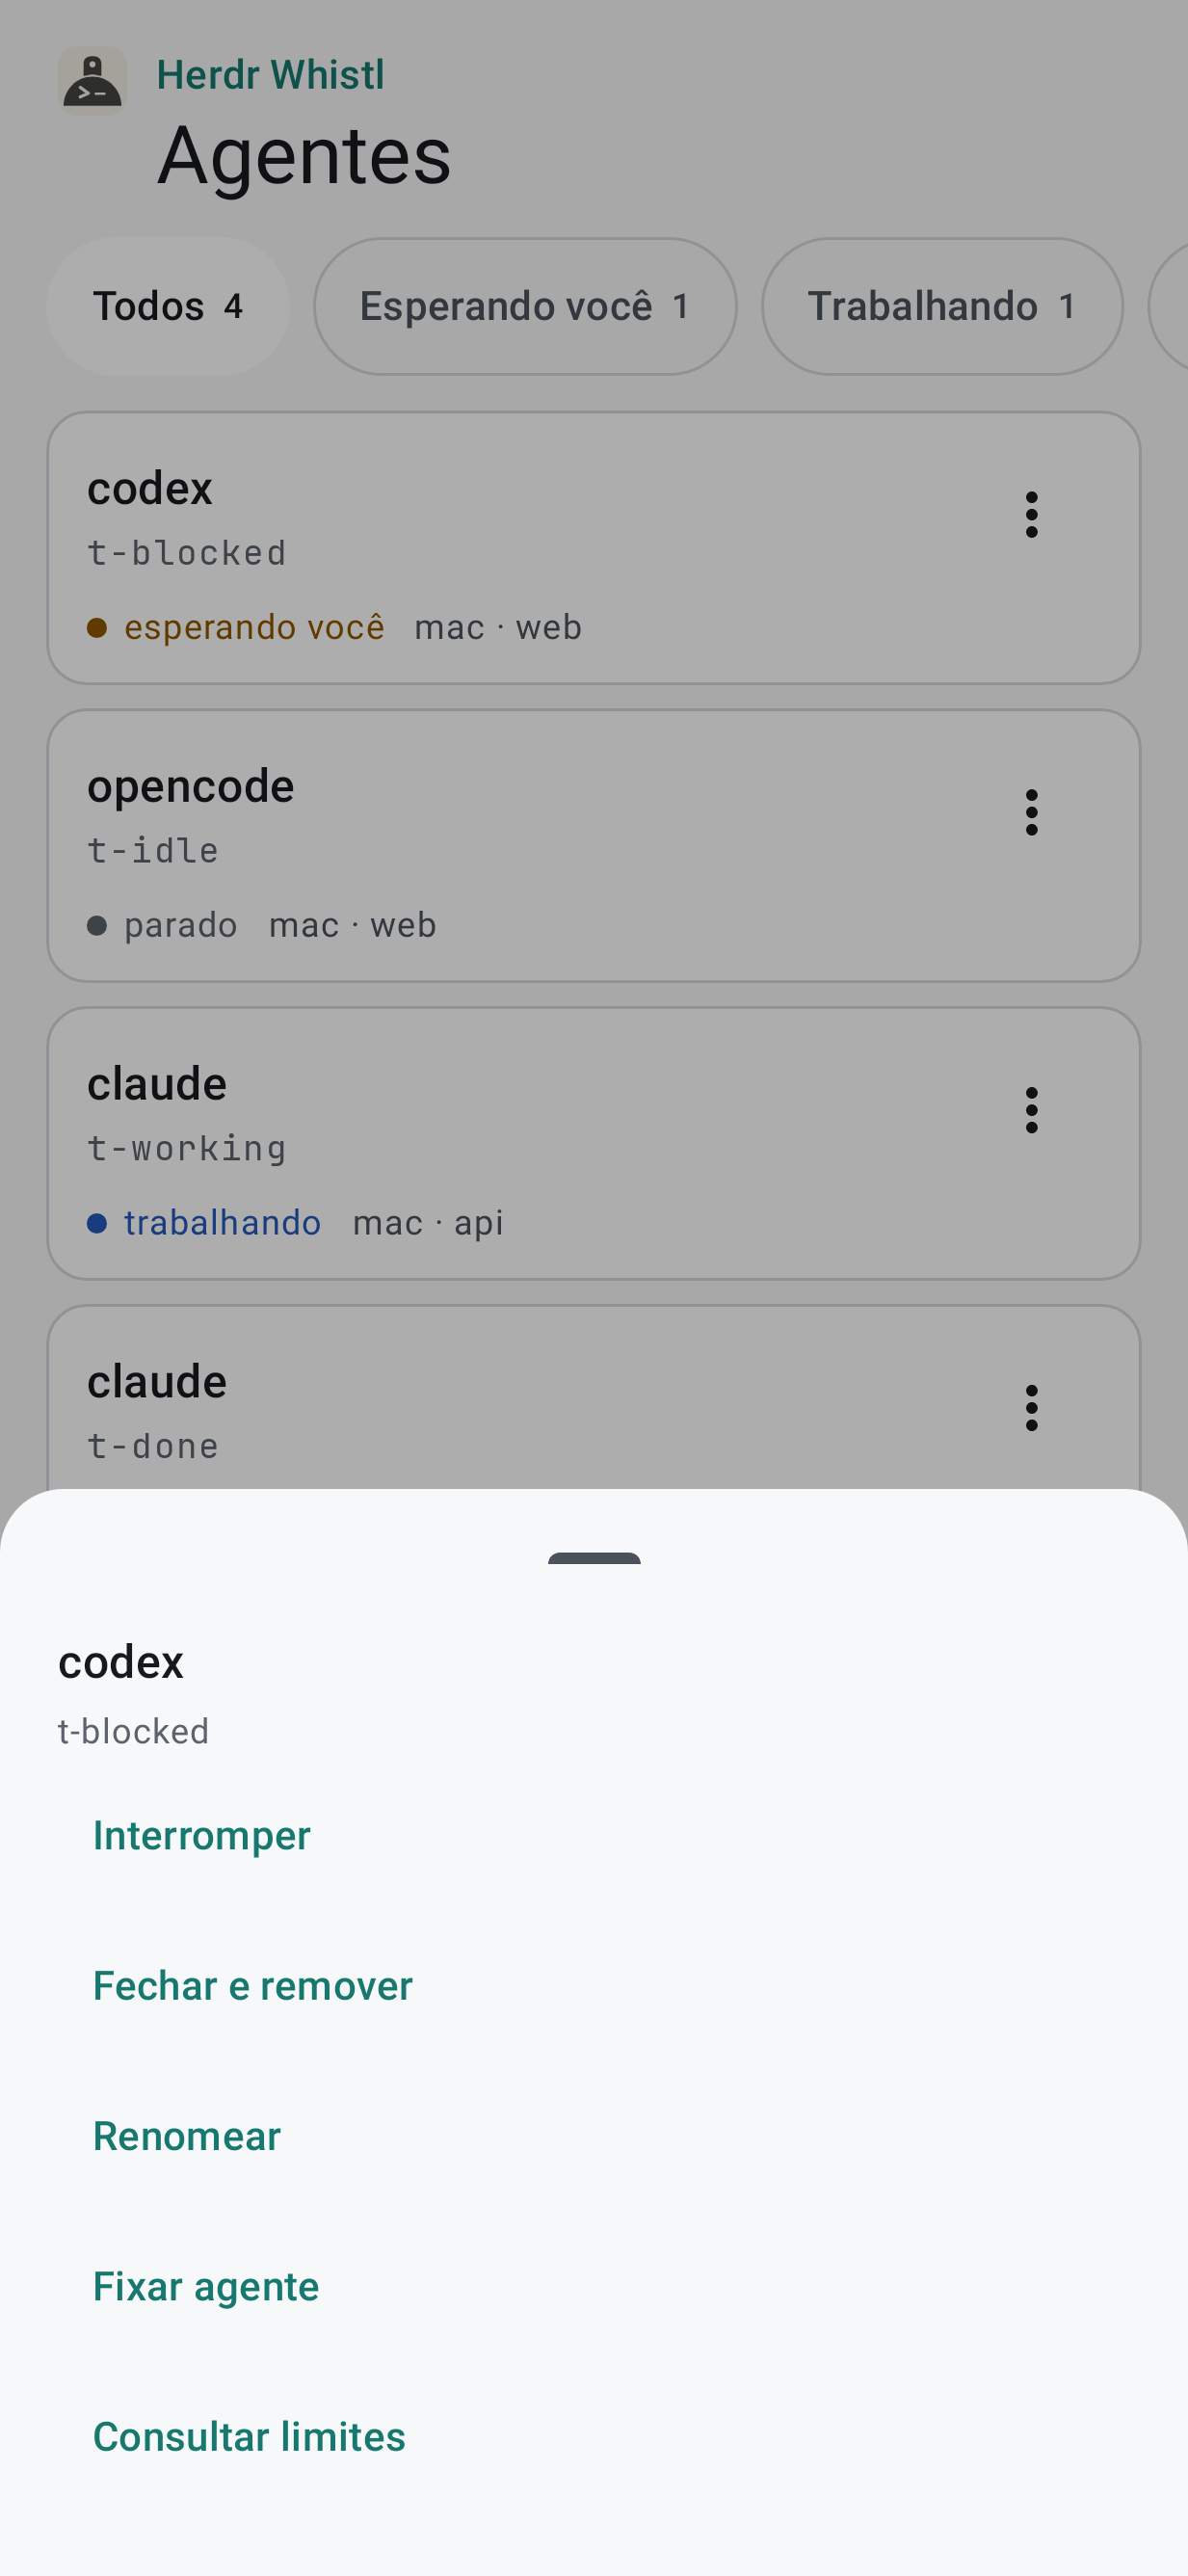 Herdr Whistl
Agentes
Todos 4
Esperando você 1
Trabalhando 1
codex
t-blocked
esperando você mac · web
opencode
t-idle
parado mac · web
claude
t-working
trabalhando mac · api
claude
t-done
codex
t-blocked
Interromper
Fechar e remover
Renomear
Fixar agente
Consultar limites